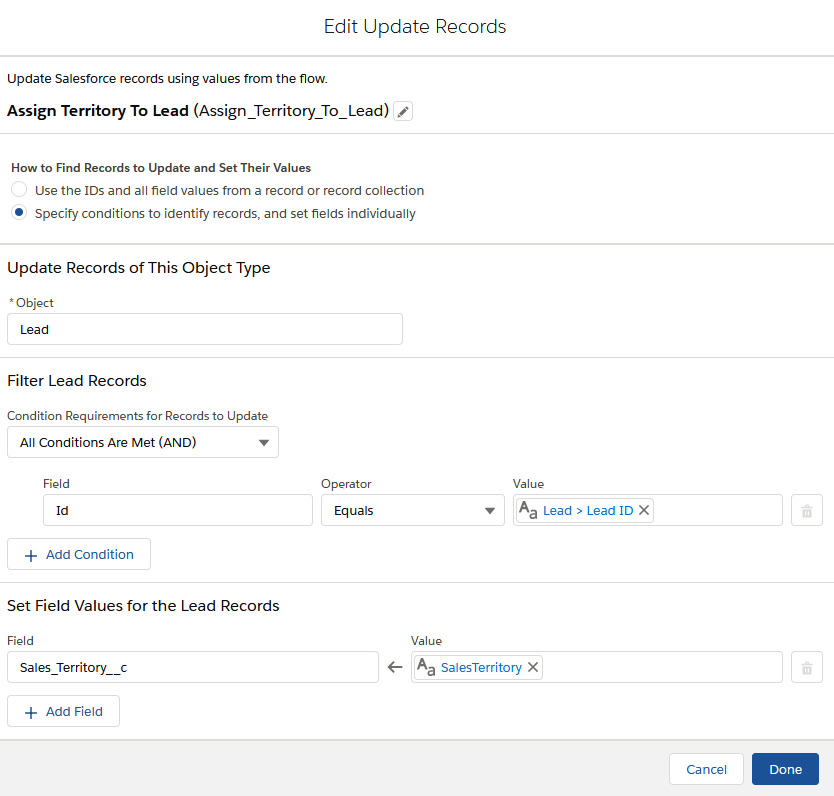 Edit Update Records
Update Salesforce records using values from the flow.
Assign Territory To Lead (Assign_Territory_To_Lead)
How to Find Records to Update and Set Their Values
Use the IDs and all field values from a record or record collection
Specify conditions to identify records, and set fields individually
Update Records of This Object Type
* Object
Lead
Filter Lead Records
Condition Requirements for Records to Update
All Conditions Are Met (AND)
Field Operator Value
Id Equals Aa Lead > Lead ID
+ Add Condition
Set Field Values for the Lead Records
Field Value
Sales_Territory__c Aa SalesTerritory
+ Add Field
Cancel Done